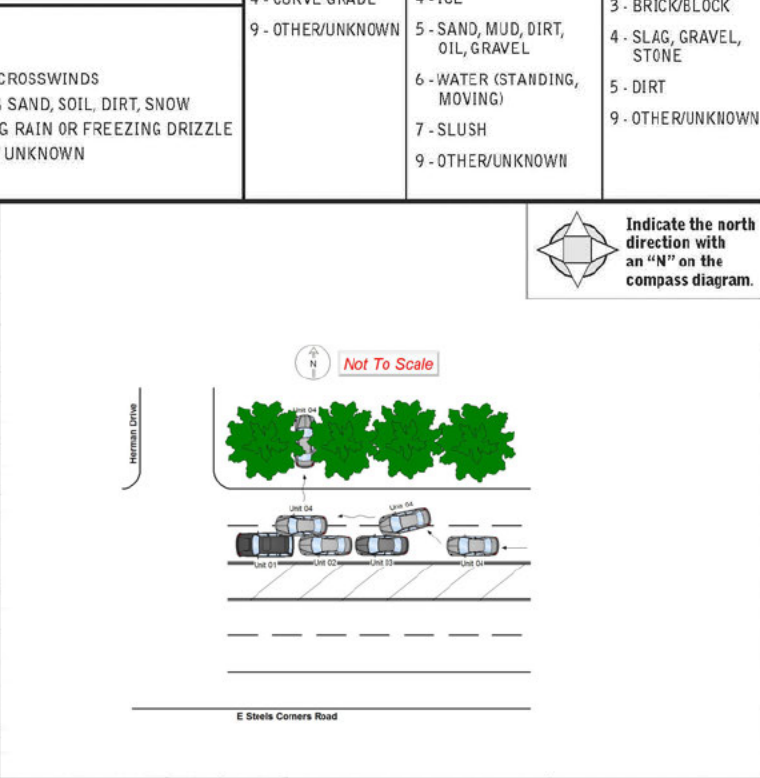 9 - OTHER/UNKNOWN
CROSSWINDS
SAND, SOIL, DIRT, SNOW
G RAIN OR FREEZING DRIZZLE
UNKNOWN
5 - SAND, MUD, DIRT,
OIL, GRAVEL
6 - WATER (STANDING,
MOVING)
7 - SLUSH
9 - OTHER/UNKNOWN
3 - BRICK/BLOCK
4 - SLAG, GRAVEL,
STONE
5 - DIRT
9 - OTHER/UNKNOWN
Indicate the north
direction with
an “N” on the
compass diagram.
N
Not To Scale
Herman Drive
Unit 04
Unit 04
Unit 04
Unit 01
Unit 02
Unit 03
Unit 04
E Steels Corners Road